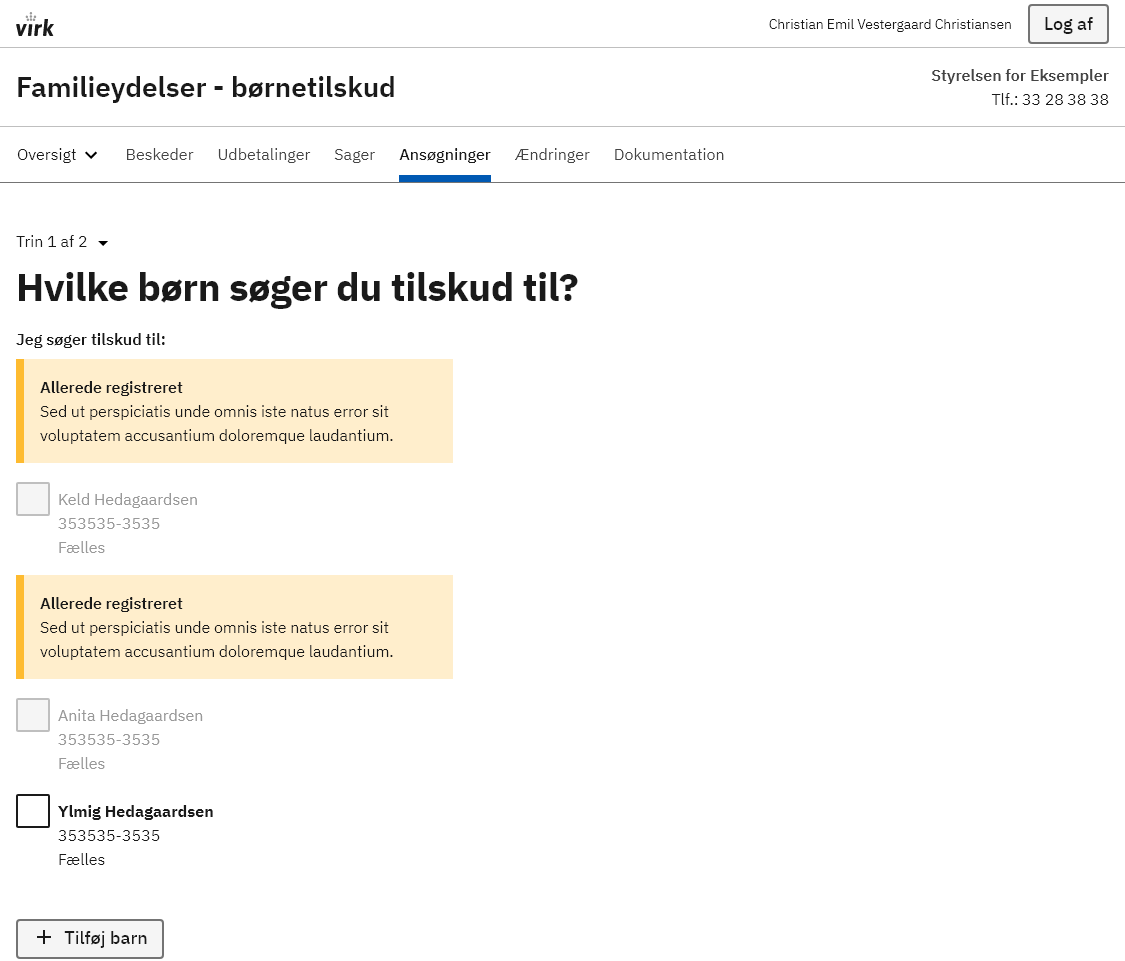 virk
Christian Emil Vestergaard Christiansen
Log af
Familieydelser - børnetilskud
Styrelsen for Eksempler
Tlf.: 33 28 38 38
Oversigt
Beskeder
Udbetalinger
Sager
Ansøgninger
Ændringer
Dokumentation
Trin 1 af 2
Hvilke børn søger du tilskud til?
Jeg søger tilskud til:
Allerede registreret
Sed ut perspiciatis unde omnis iste natus error sit
voluptatem accusantium doloremque laudantium.
Keld Hedagaardsen
353535-3535
Fælles
Allerede registreret
Sed ut perspiciatis unde omnis iste natus error sit
voluptatem accusantium doloremque laudantium.
Anita Hedagaardsen
353535-3535
Fælles
Ylmig Hedagaardsen
353535-3535
Fælles
Tilføj barn